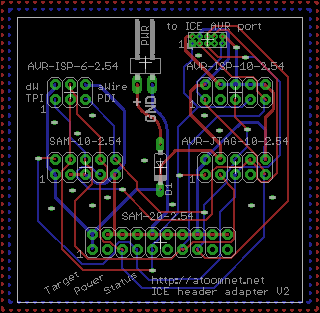 to ICE AVR port
PWR
1
AVR-ISP-6-2.54
AVR-ISP-10-2.54
dW
TPI
aWire
PDI
1
1
+
GND
SAM-10-2.54
AVR-JTAG-10-2.54
1
1
D1
SAM-20-2.54
1
Target
Power
Status
http://atoomnet.net
ICE header adapter V2